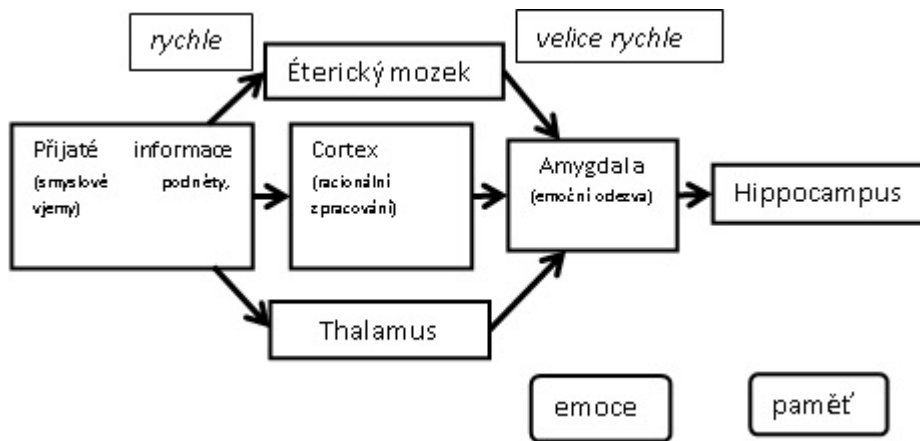 rychle
velice rychle
Éterický mozek
Přijaté informace
(smyslové podněty,
vjemy)
Cortex
(racionální
zpracování)
Amygdala
(emoční odezva)
Hippocampus
Thalamus
emoce
paměť